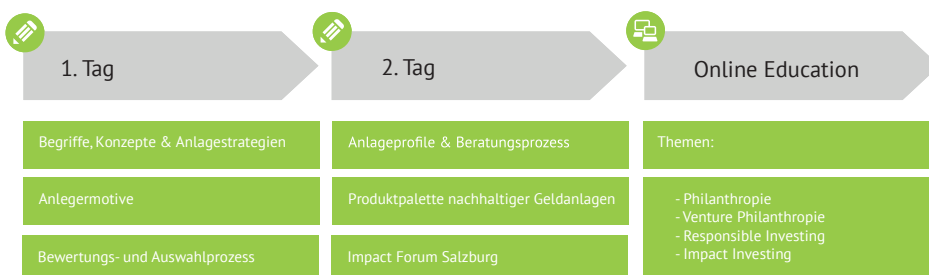 1. Tag
Begriffe, Konzepte & Anlagestrategien
Anlegermotive
Bewertungs- und Auswahlprozess
2. Tag
Anlageprofile & Beratungsprozess
Produktpalette nachhaltiger Geldanlagen
Impact Forum Salzburg
Online Education
Themen:
- Philanthropie
- Venture Philanthropie
- Responsible Investing
- Impact Investing